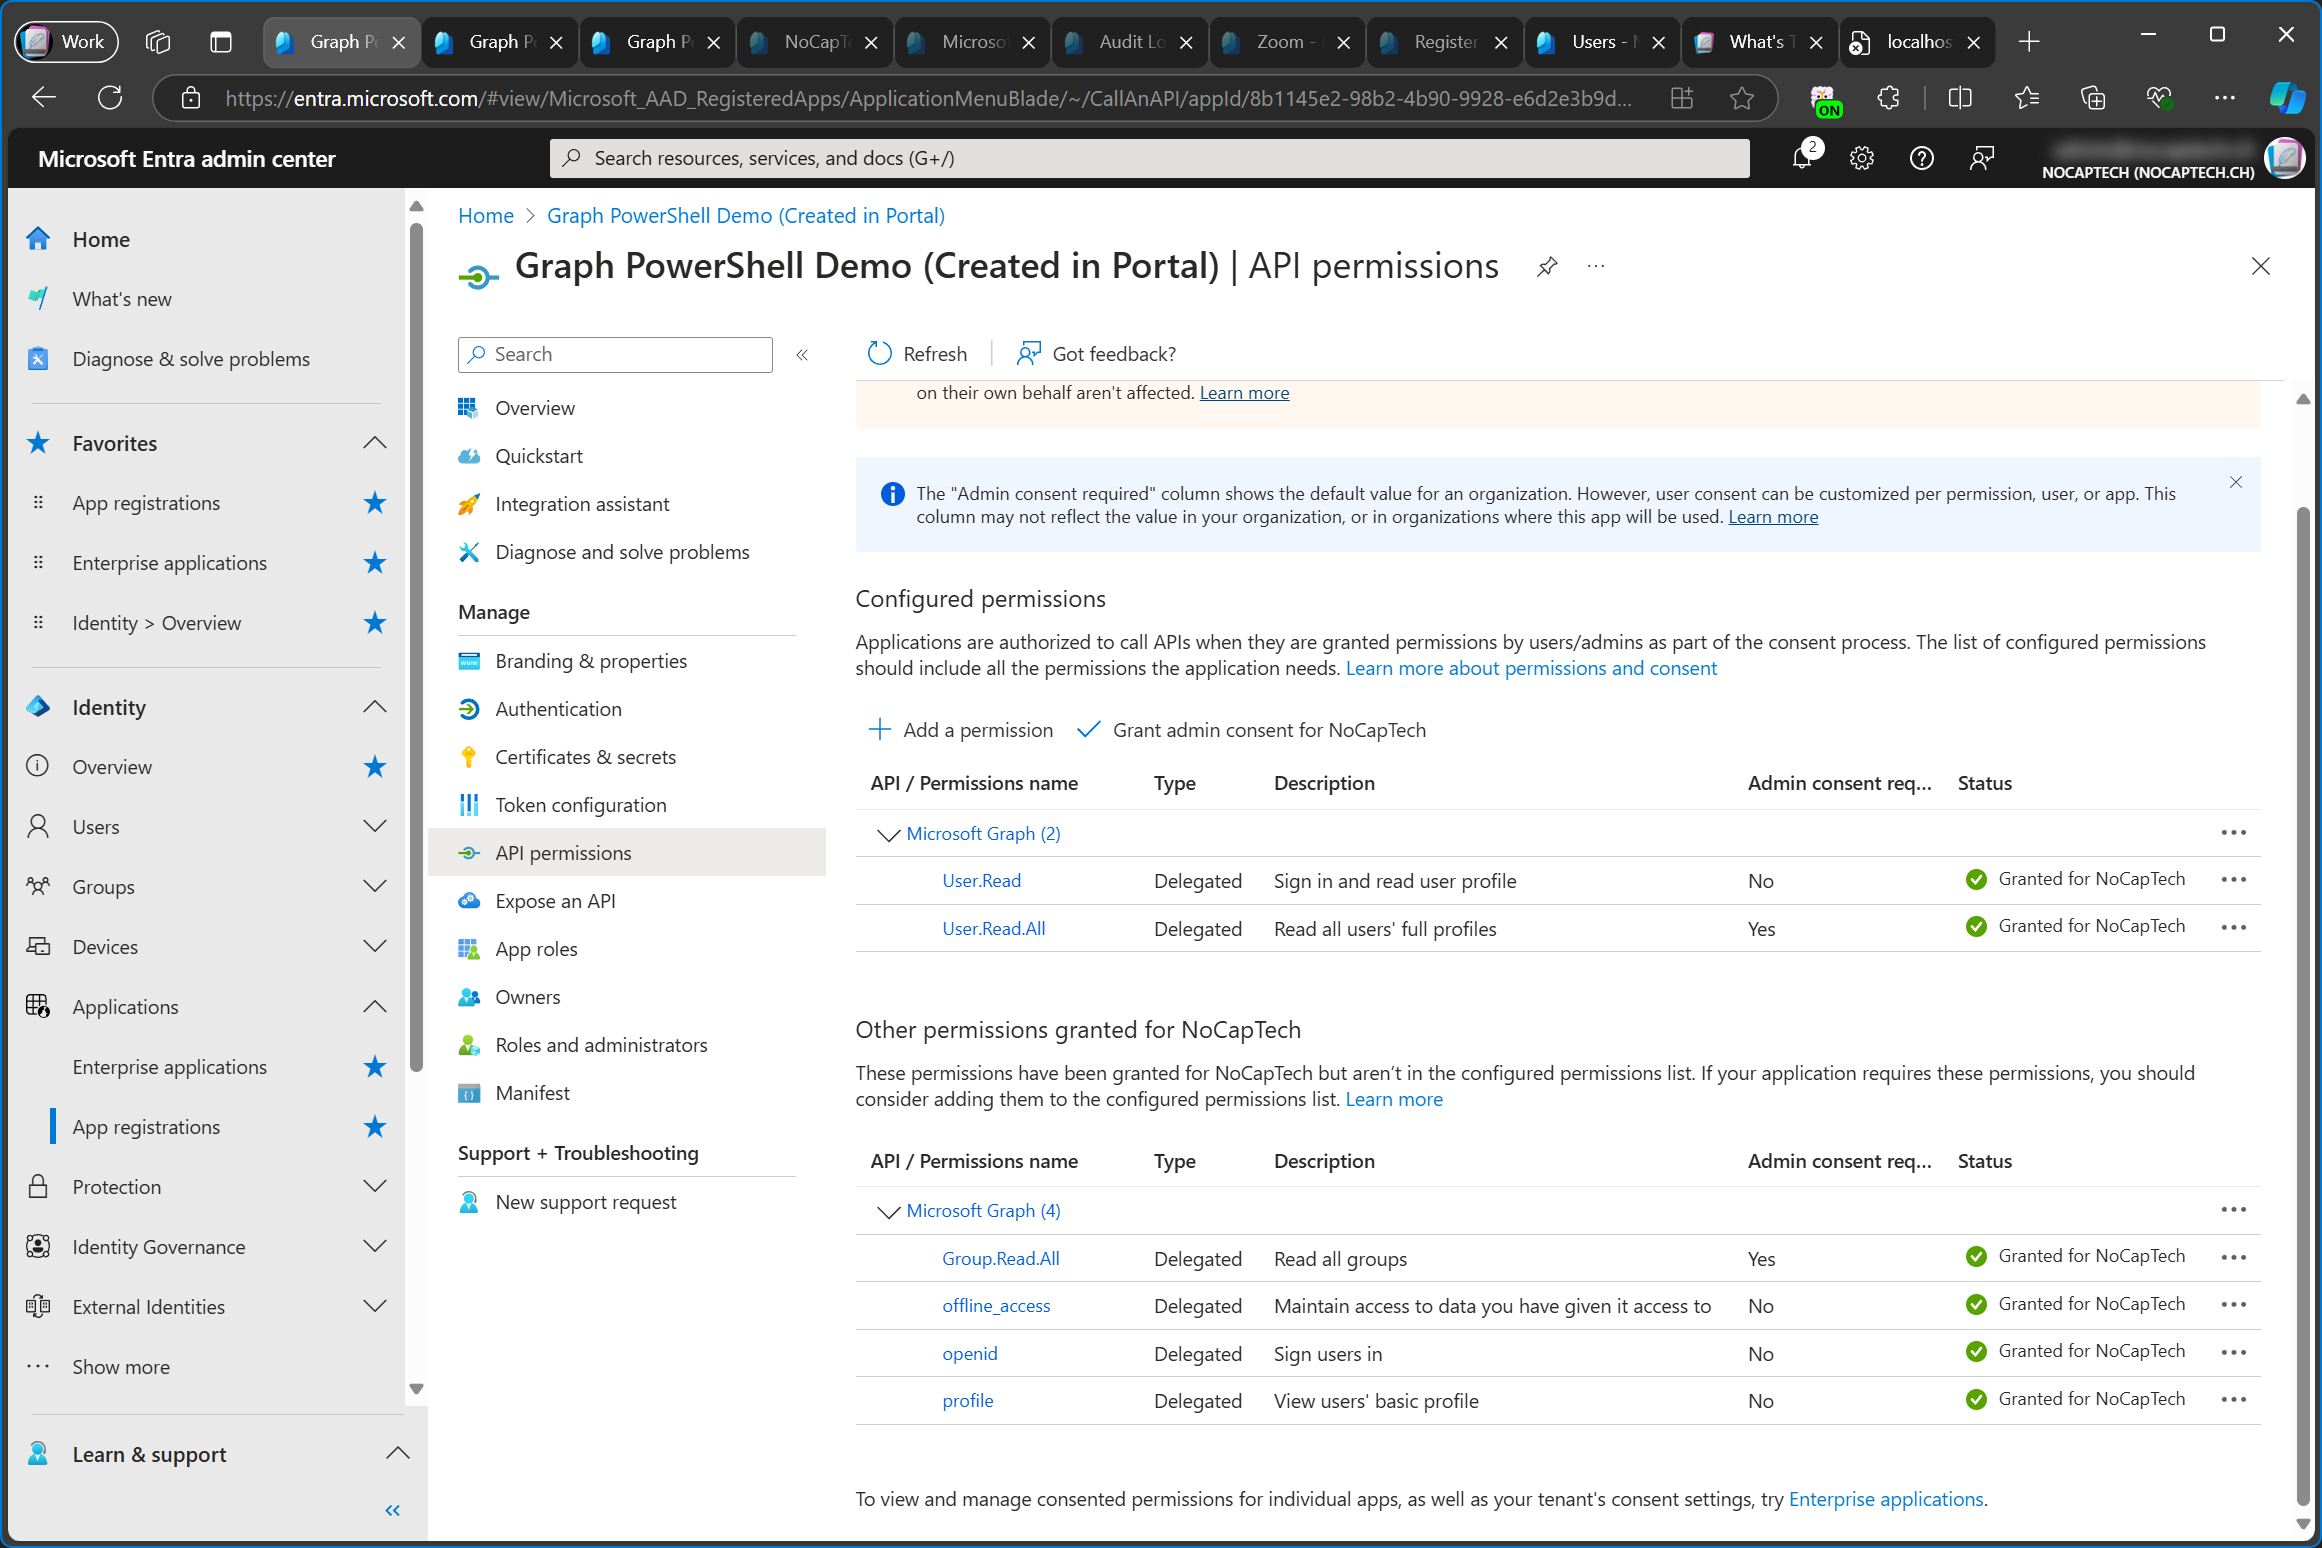 Work
Graph P
Graph P
Graph P
NoCapT
Microso
Audit Lo
Zoom -
Register
Users -
What's T
localhos
https://entra.microsoft.com/#view/Microsoft_AAD_RegisteredApps/ApplicationMenuBlade/~/CallAnAPI/appId/8b1145e2-98b2-4b90-9928-e6d2e3b9d...
ON
Microsoft Entra admin center
Search resources, services, and docs (G+/)
2
NOCAPTECH (NOCAPTECH.CH)
Home
What's new
Diagnose & solve problems
Favorites
App registrations
Enterprise applications
Identity > Overview
Identity
Overview
Users
Groups
Devices
Applications
Enterprise applications
App registrations
Protection
Identity Governance
External Identities
Show more
Learn & support
Home > Graph PowerShell Demo (Created in Portal)
Graph PowerShell Demo (Created in Portal) | API permissions
Search
Overview
Quickstart
Integration assistant
Diagnose and solve problems
Manage
Branding & properties
Authentication
Certificates & secrets
Token configuration
API permissions
Expose an API
App roles
Owners
Roles and administrators
Manifest
Support + Troubleshooting
New support request
Refresh
Got feedback?
on their own behalf aren't affected. Learn more
The "Admin consent required" column shows the default value for an organization. However, user consent can be customized per permission, user, or app. This
column may not reflect the value in your organization, or in organizations where this app will be used. Learn more
Configured permissions
Applications are authorized to call APIs when they are granted permissions by users/admins as part of the consent process. The list of configured permissions
should include all the permissions the application needs. Learn more about permissions and consent
Add a permission
Grant admin consent for NoCapTech
API / Permissions name Type Description Admin consent req... Status
Microsoft Graph (2)
User.Read Delegated Sign in and read user profile No Granted for NoCapTech
User.Read.All Delegated Read all users' full profiles Yes Granted for NoCapTech
Other permissions granted for NoCapTech
These permissions have been granted for NoCapTech but aren't in the configured permissions list. If your application requires these permissions, you should
consider adding them to the configured permissions list. Learn more
API / Permissions name Type Description Admin consent req... Status
Microsoft Graph (4)
Group.Read.All Delegated Read all groups Yes Granted for NoCapTech
offline_access Delegated Maintain access to data you have given it access to No Granted for NoCapTech
openid Delegated Sign users in No Granted for NoCapTech
profile Delegated View users' basic profile No Granted for NoCapTech
To view and manage consented permissions for individual apps, as well as your tenant's consent settings, try Enterprise applications.